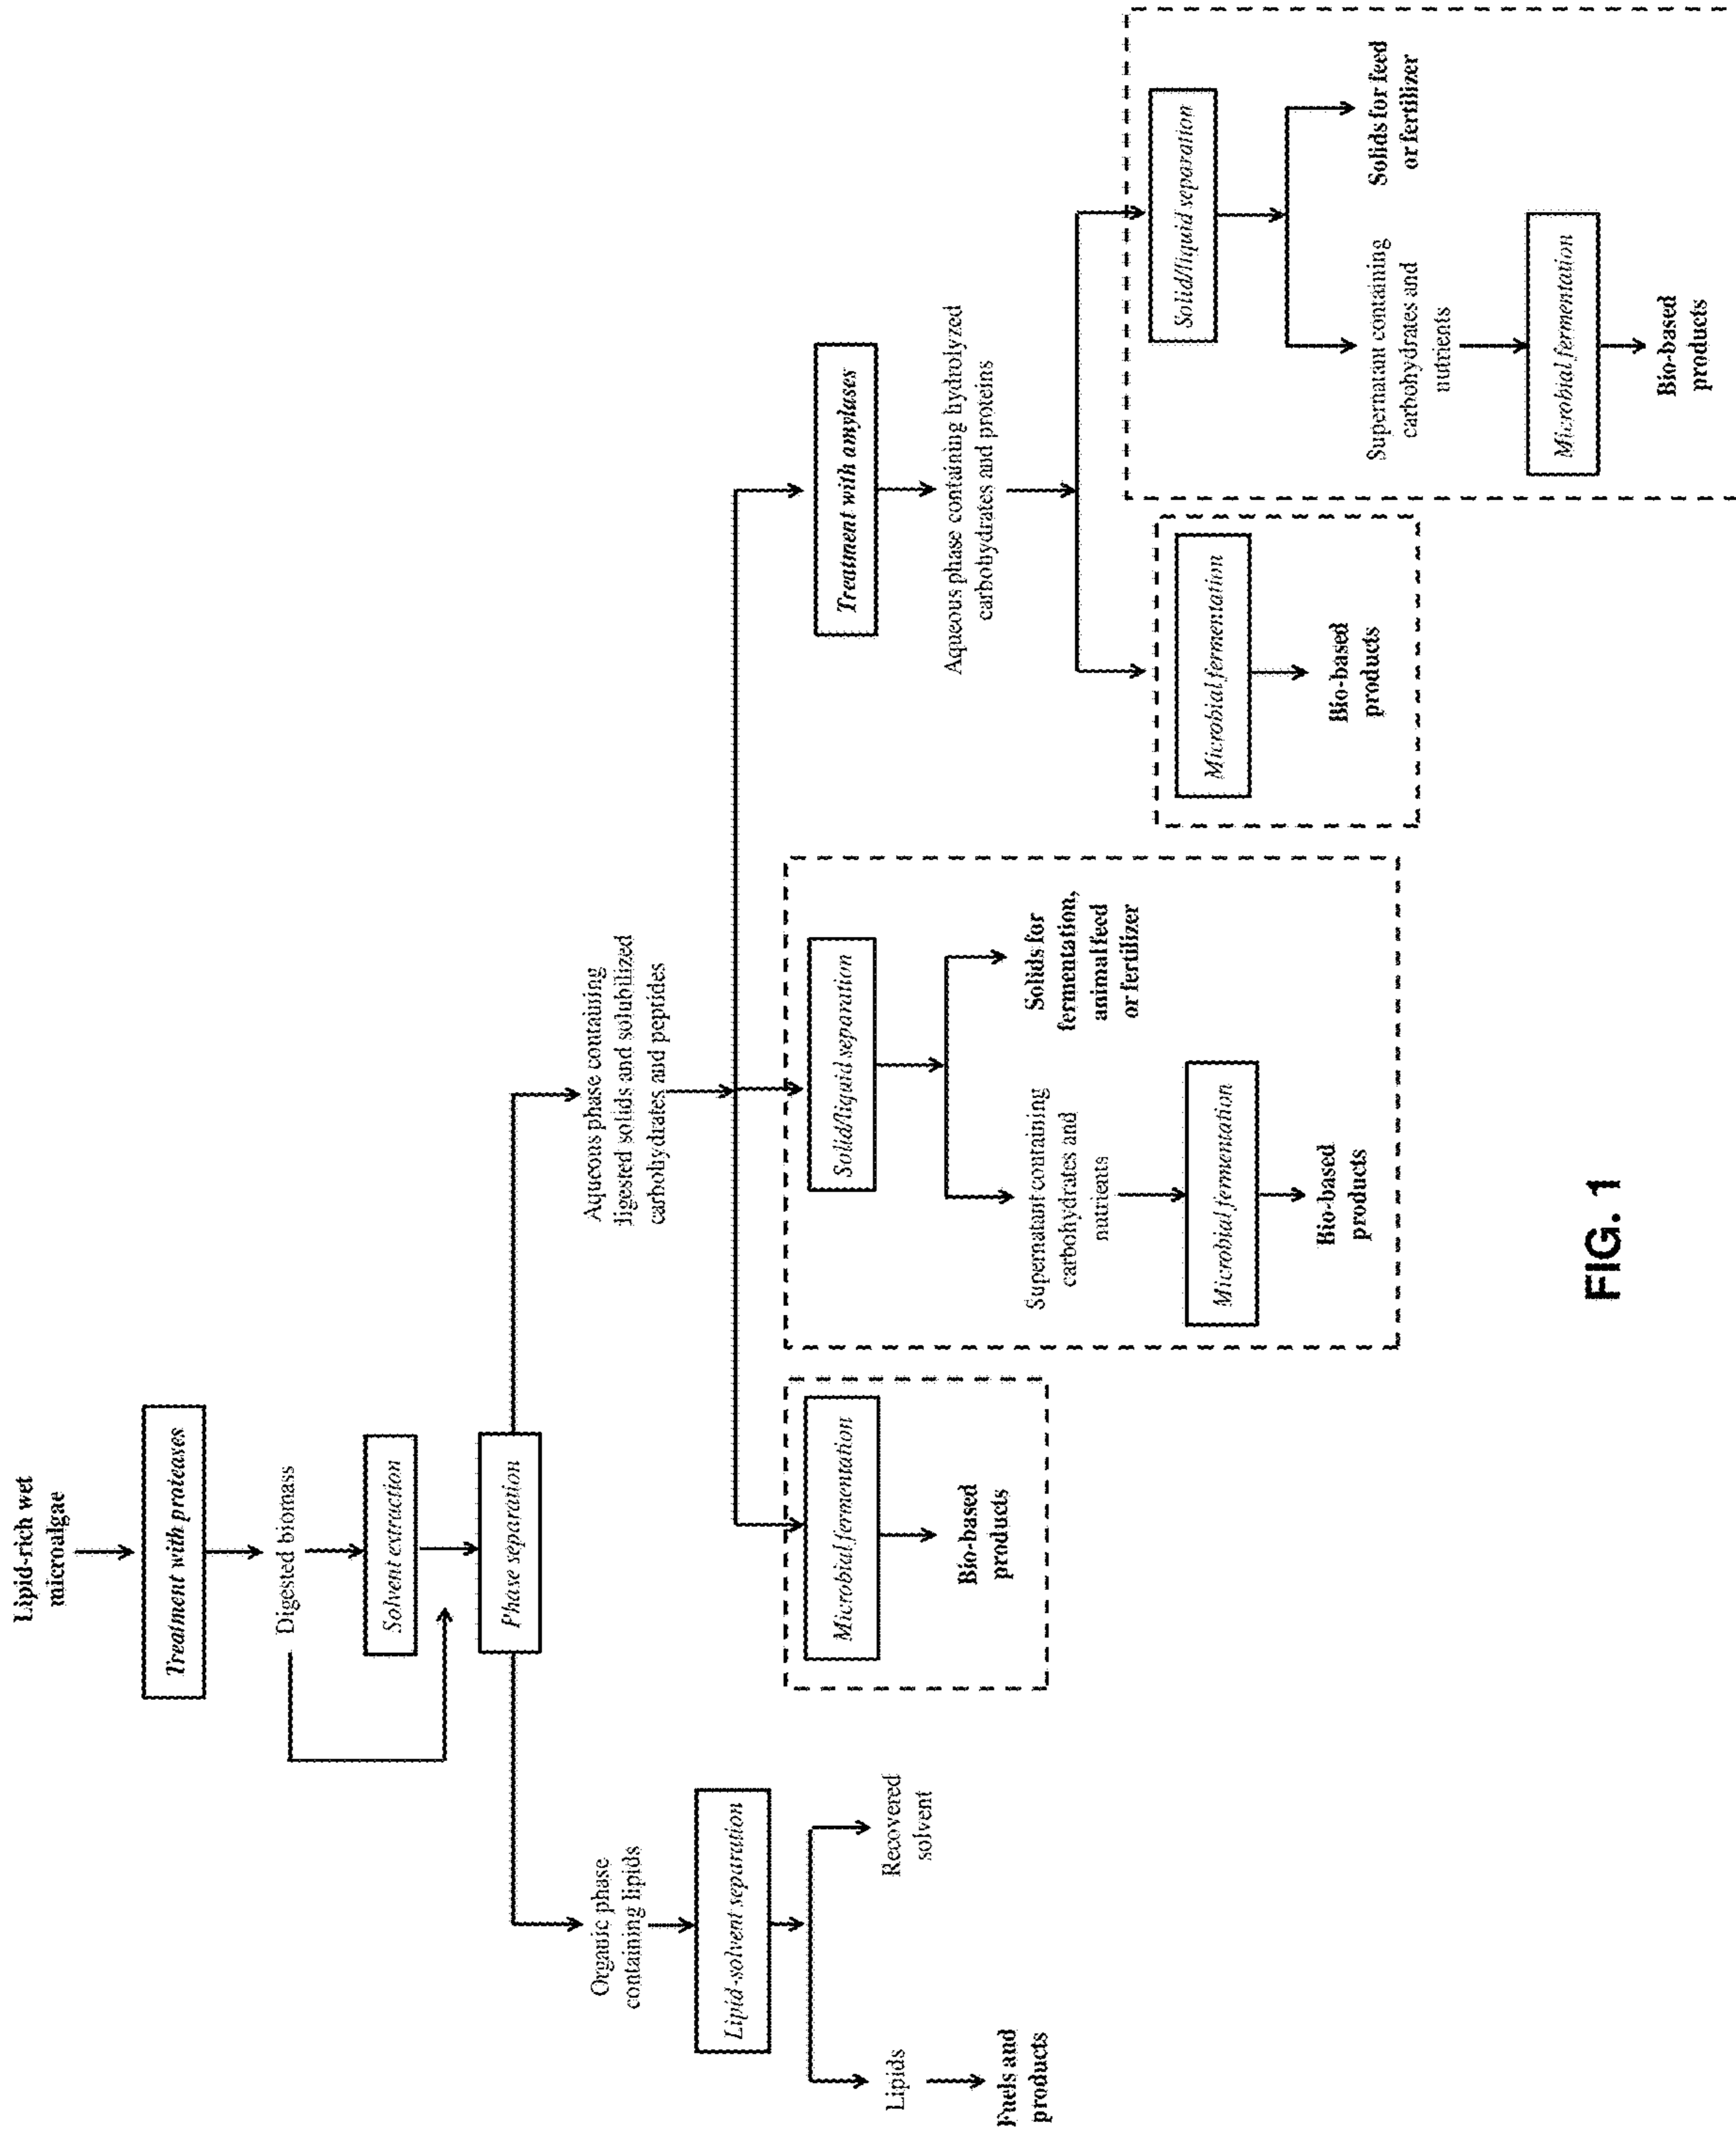 Lipid-rich wet
microalgae
Treatment with proteases
Digested biomass
Solvent extraction
Phase separation
Organic phase
containing lipids
Lipid-solvent separation
Lipids
Fuels and
products
Recovered
solvent
Aqueous phase containing
digested solids and solubilized
carbohydrates and peptides
Microbial fermentation
Bio-based
products
Solid/liquid separation
Supernatant containing
carbohydrates and
nutrients
Microbial fermentation
Bio-based
products
Solids for
fermentation,
animal feed
or fertilizer
Treatment with amylases
Aqueous phase containing hydrolyzed
carbohydrates and proteins
Microbial fermentation
Bio-based
products
Solid/liquid separation
Supernatant containing
carbohydrates and
nutrients
Microbial fermentation
Bio-based
products
Solids for feed
or fertilizer
FIG. 1